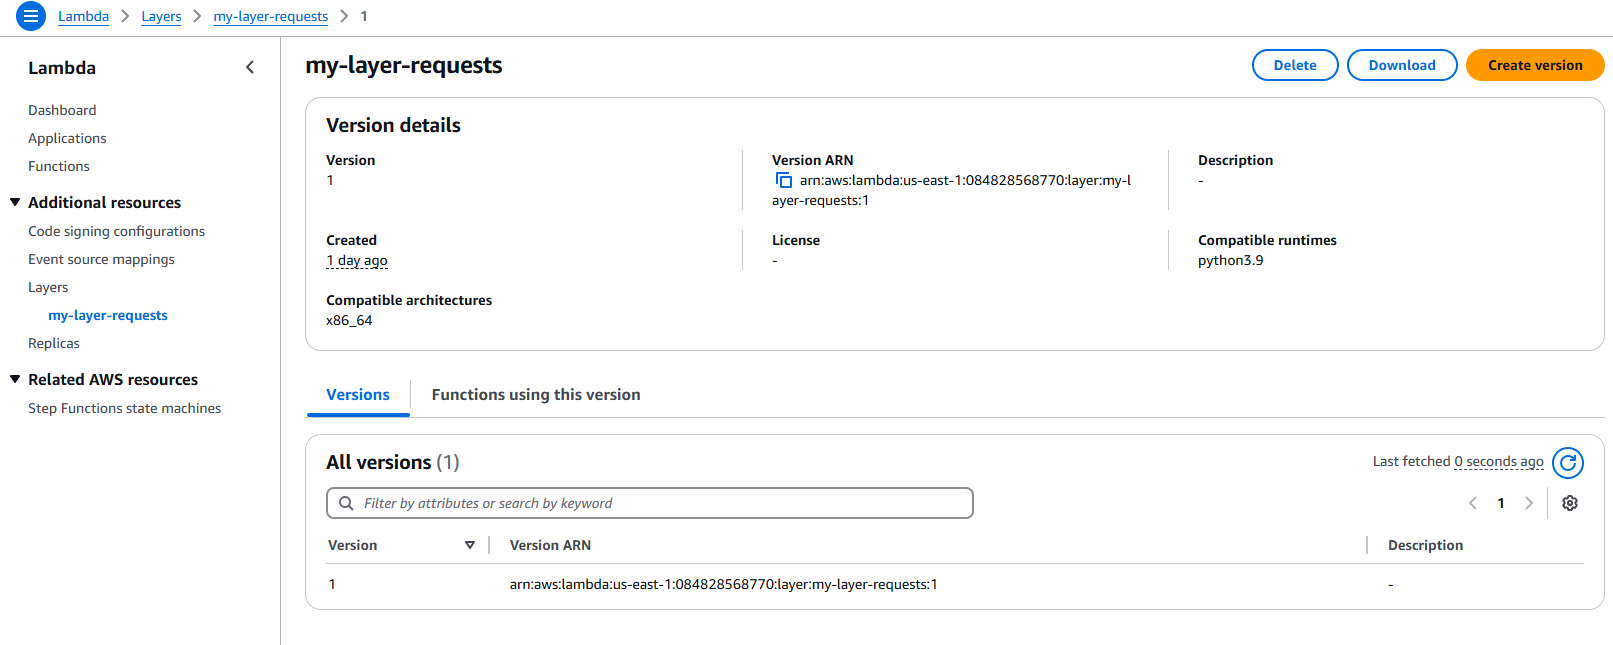 Lambda > Layers > my-layer-requests > 1
Lambda
Dashboard
Applications
Functions
Additional resources
Code signing configurations
Event source mappings
Layers
my-layer-requests
Replicas
Related AWS resources
Step Functions state machines
my-layer-requests
Delete
Download
Create version
Version details
Version
1
Version ARN
arn:aws:lambda:us-east-1:084828568770:layer:my-l
ayer-requests:1
Description
-
Created
1 day ago
License
-
Compatible runtimes
python3.9
Compatible architectures
x86_64
Versions
Functions using this version
All versions (1)
Last fetched 0 seconds ago
Filter by attributes or search by keyword
1
Version Version ARN Description
1 arn:aws:lambda:us-east-1:084828568770:layer:my-layer-requests:1 -